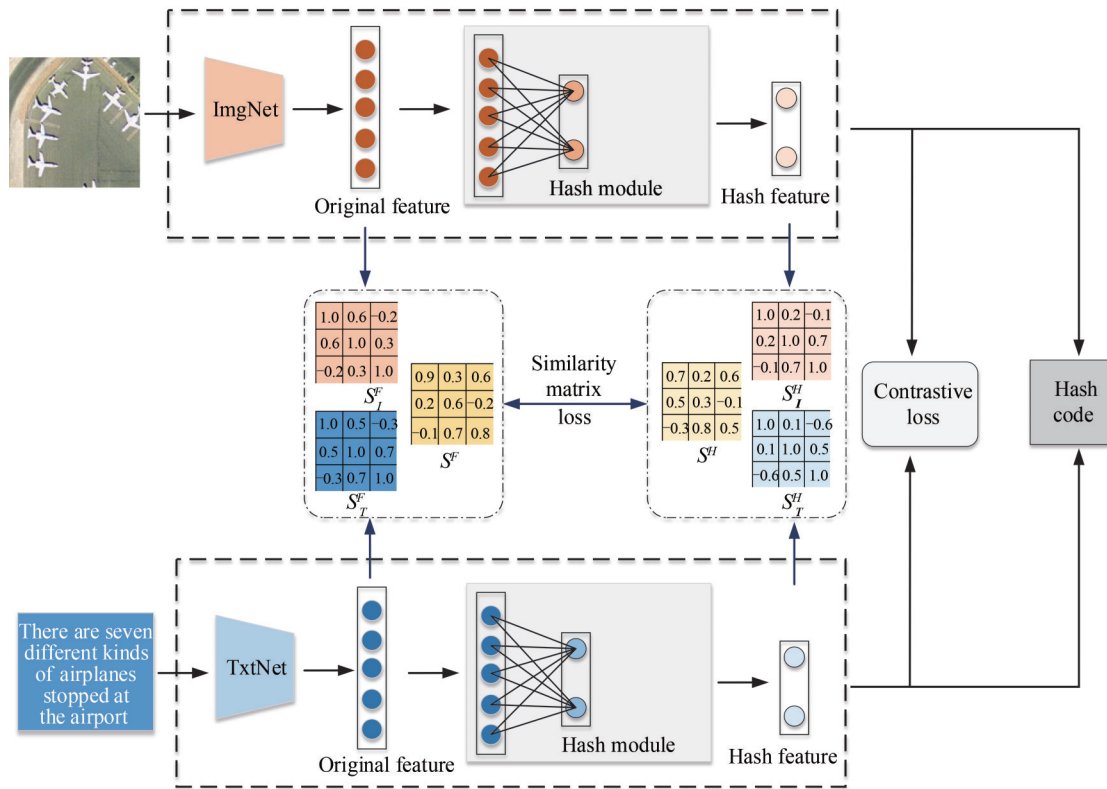 ImgNet
Original feature
Hash module
Hash feature
1.0 0.6 −0.2
0.6 1.0 0.3
−0.2 0.3 1.0
S_I^F
1.0 0.5 −0.3
0.5 1.0 0.7
−0.3 0.7 1.0
S_T^F
0.9 0.3 0.6
0.2 0.6 −0.2
−0.1 0.7 0.8
S^F
Similarity
matrix
loss
0.7 0.2 0.6
0.5 0.3 −0.1
−0.3 0.8 0.5
S^H
1.0 0.2 −0.1
0.2 1.0 0.7
−0.1 0.7 1.0
S_I^H
1.0 0.1 −0.6
0.1 1.0 0.5
−0.6 0.5 1.0
S_T^H
Contrastive
loss
Hash
code
There are seven
different kinds
of airplanes
stopped at
the airport
TxtNet
Original feature
Hash module
Hash feature